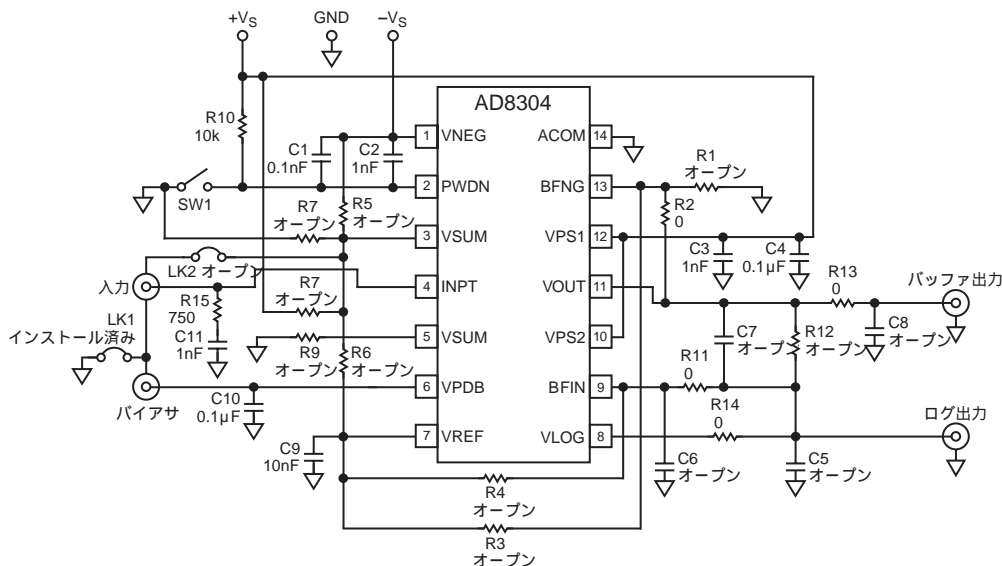 +VS
GND
–VS
AD8304
R10
10k
C1
0.1nF
C2
1nF
1
VNEG
ACOM
14
R1
オープン
2
PWDN
BFNG
13
SW1
R2
0
R7
オープン
R5
オープン
3
VSUM
VPS1
12
C3
1nF
C4
0.1µF
R13
0
バッファ出力
LK2 オープン
入力
4
INPT
VOUT
11
R15
750
R7
オープン
C7
オープン
R12
オープン
C8
オープン
LK1
インストール済み
C11
1nF
5
VSUM
VPS2
10
R9
オープン
R6
オープン
R11
0
6
VPDB
BFIN
9
バイアサ
C10
0.1µF
R14
0
ログ出力
7
VREF
VLOG
8
C9
10nF
C6
オープン
C5
オープン
R4
オープン
R3
オープン